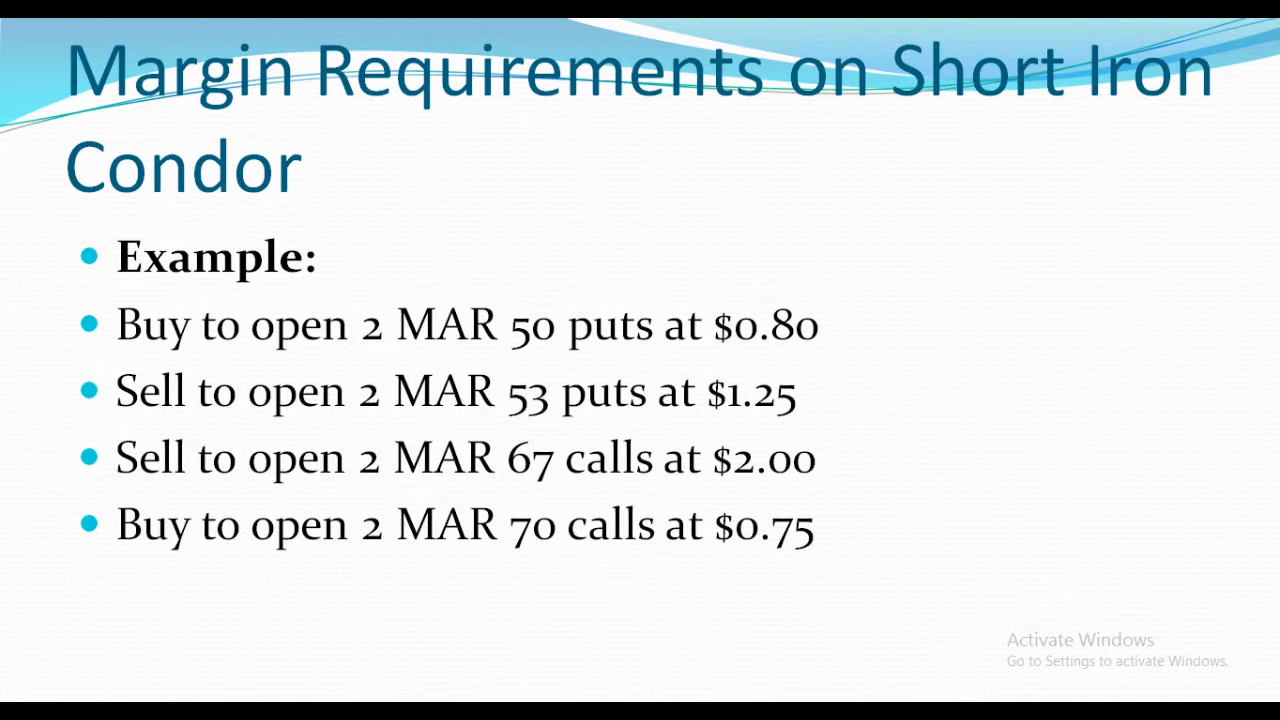 Margin Requirements on Short Iron
Condor
• Example:
• Buy to open 2 MAR 50 puts at $0.80
• Sell to open 2 MAR 53 puts at $1.25
• Sell to open 2 MAR 67 calls at $2.00
• Buy to open 2 MAR 70 calls at $0.75
Activate Windows
Go to Settings to activate Windows.